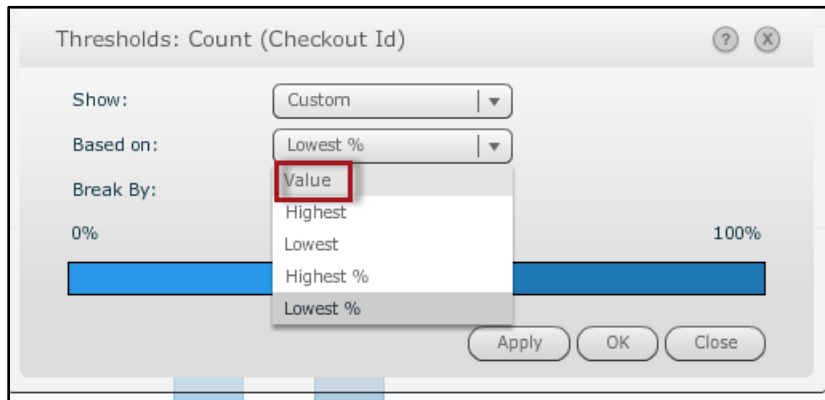 Thresholds: Count (Checkout Id) ? X
Show: Custom
Based on: Lowest %
Value
Break By:
Highest
0% 100%
Lowest
Highest %
Lowest %
Apply OK Close